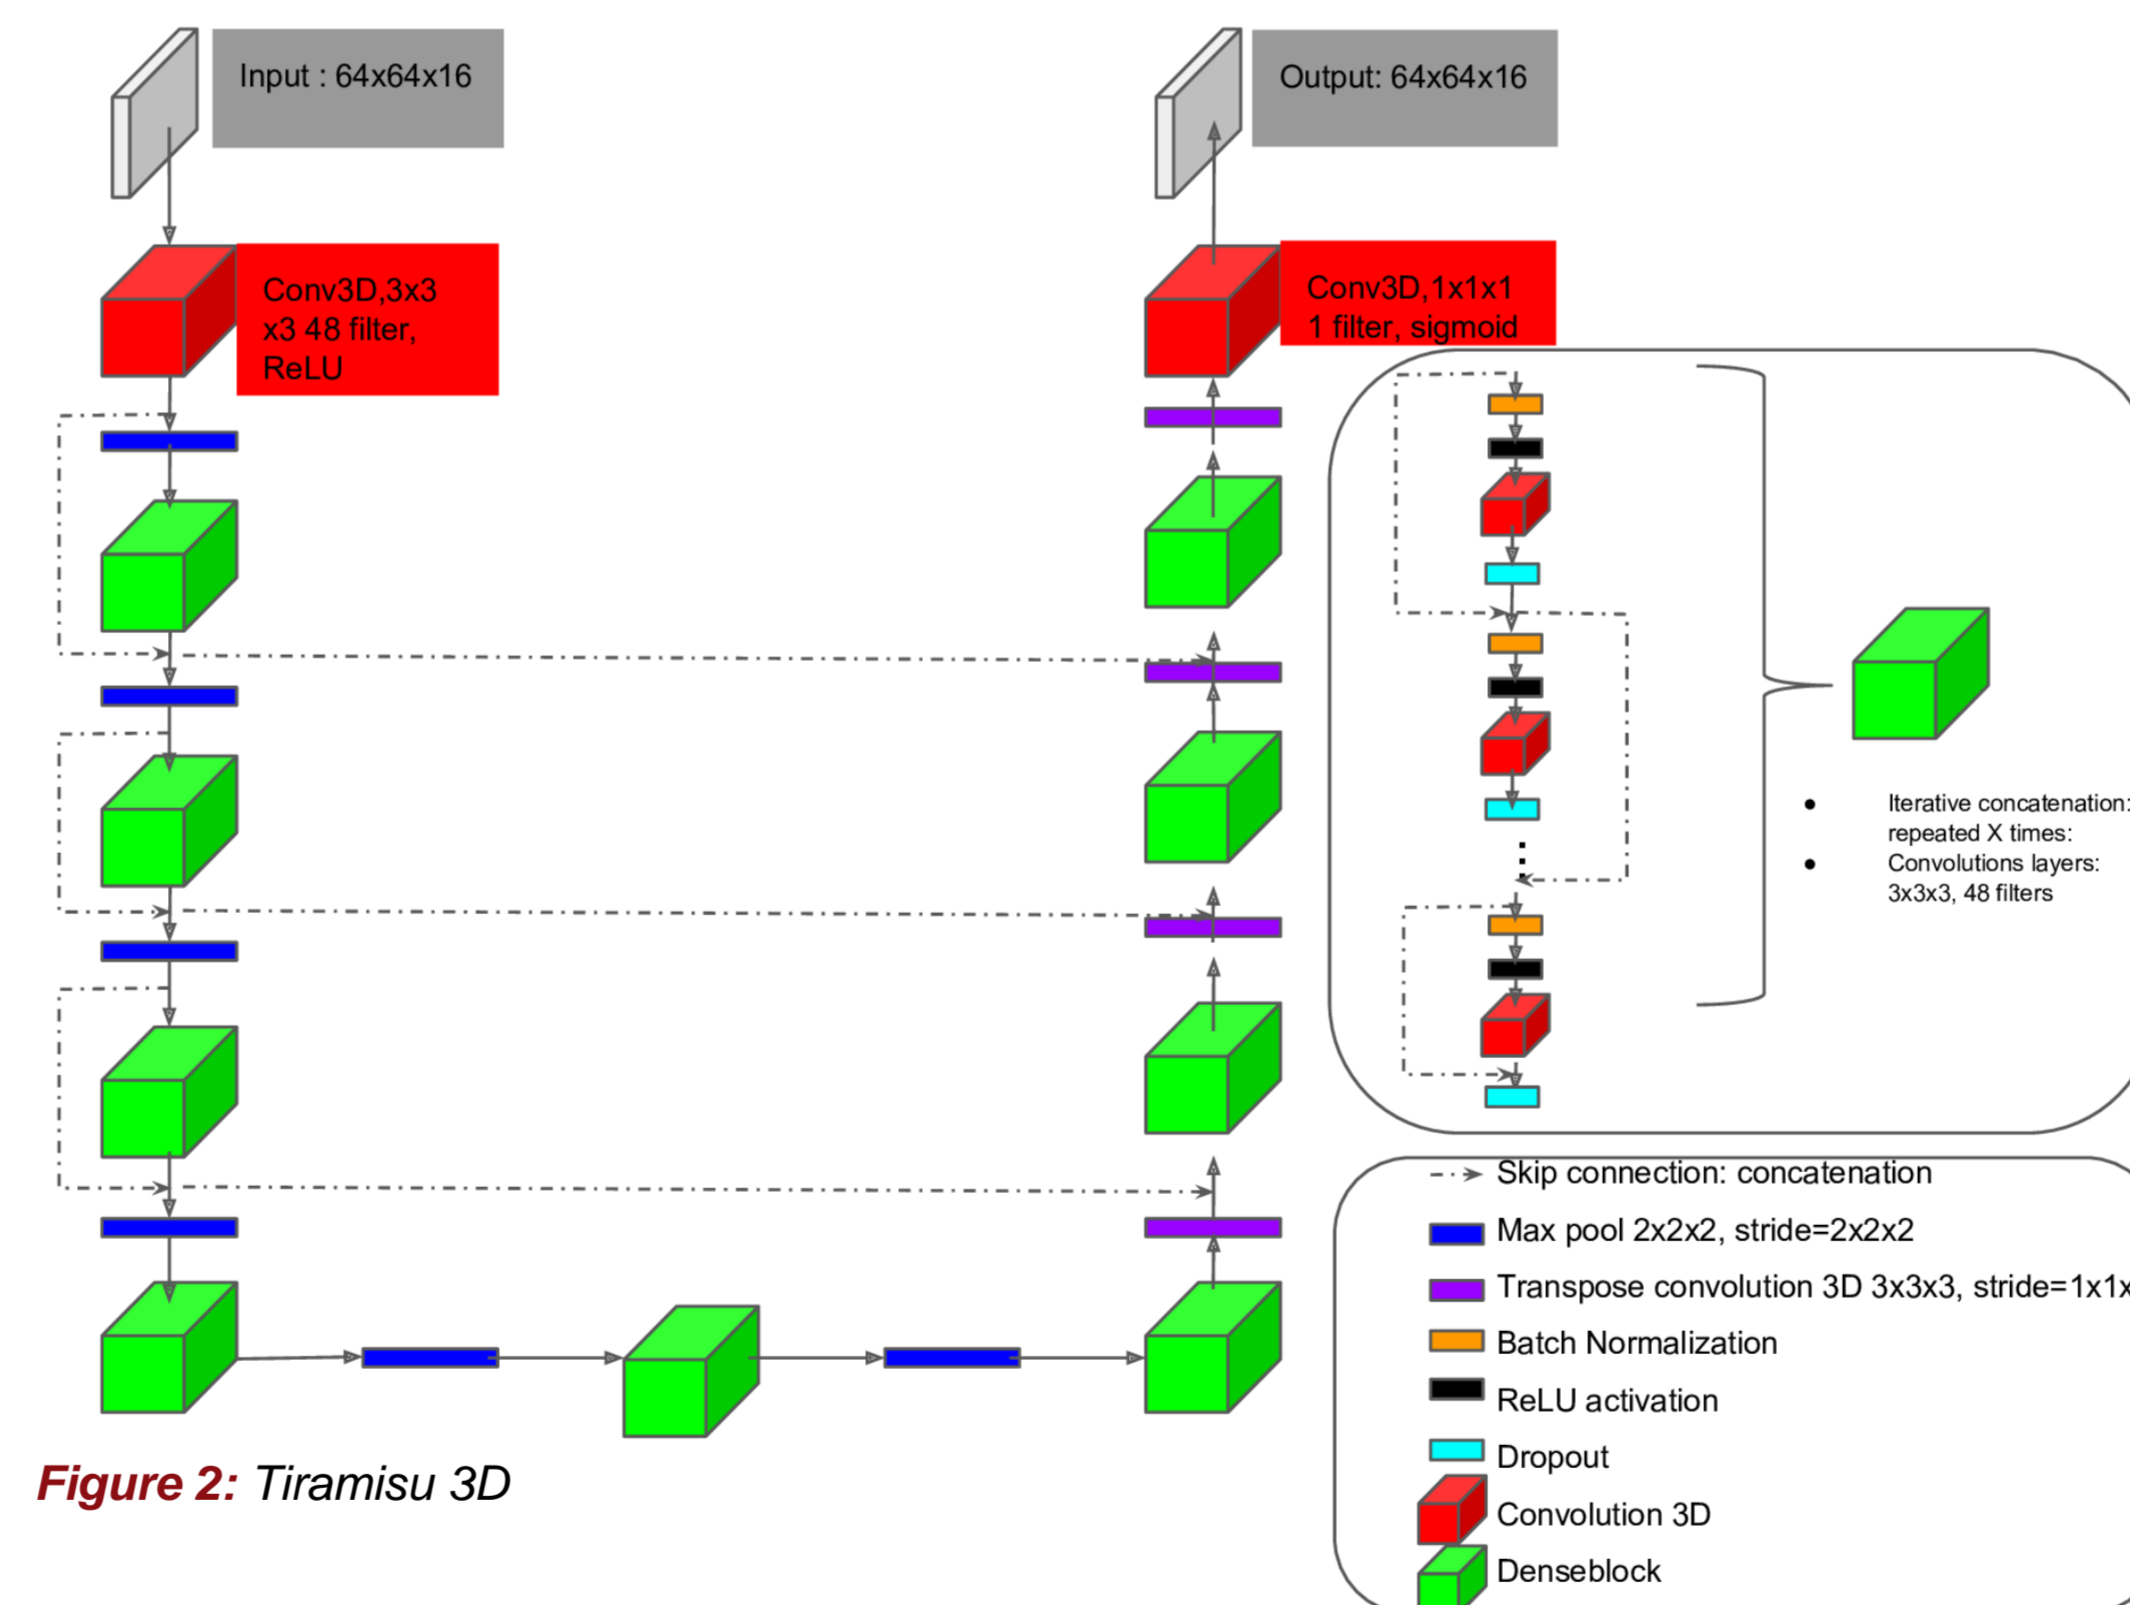 Input : 64x64x16
Output: 64x64x16
Conv3D,3x3
x3 48 filter,
ReLU
Conv3D,1x1x1
1 filter, sigmoid
• Iterative concatenation:
repeated X times:
• Convolutions layers:
3x3x3, 48 filters
Skip connection: concatenation
Max pool 2x2x2, stride=2x2x2
Transpose convolution 3D 3x3x3, stride=1x1x
Batch Normalization
ReLU activation
Dropout
Convolution 3D
Denseblock
Figure 2: Tiramisu 3D